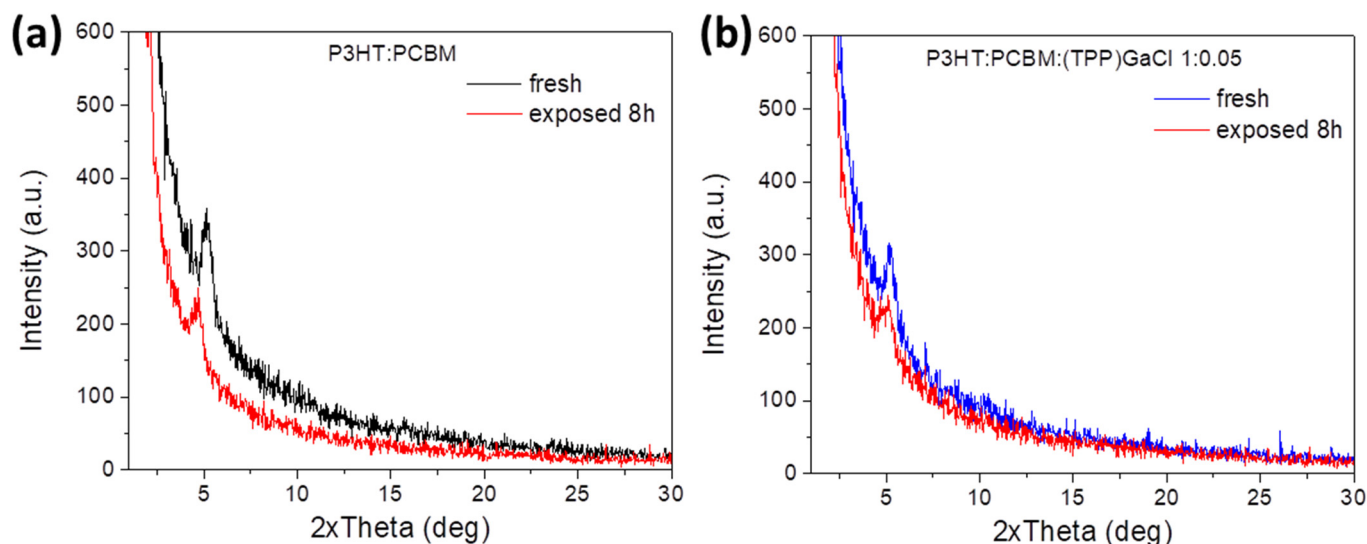 (a)
P3HT:PCBM
fresh
exposed 8h
600
500
400
300
200
100
0
Intensity (a.u.)
5 10 15 20 25 30
2xTheta (deg)
(b)
P3HT:PCBM:(TPP)GaCl 1:0.05
fresh
exposed 8h
600
500
400
300
200
100
0
Intensity (a.u.)
5 10 15 20 25 30
2xTheta (deg)